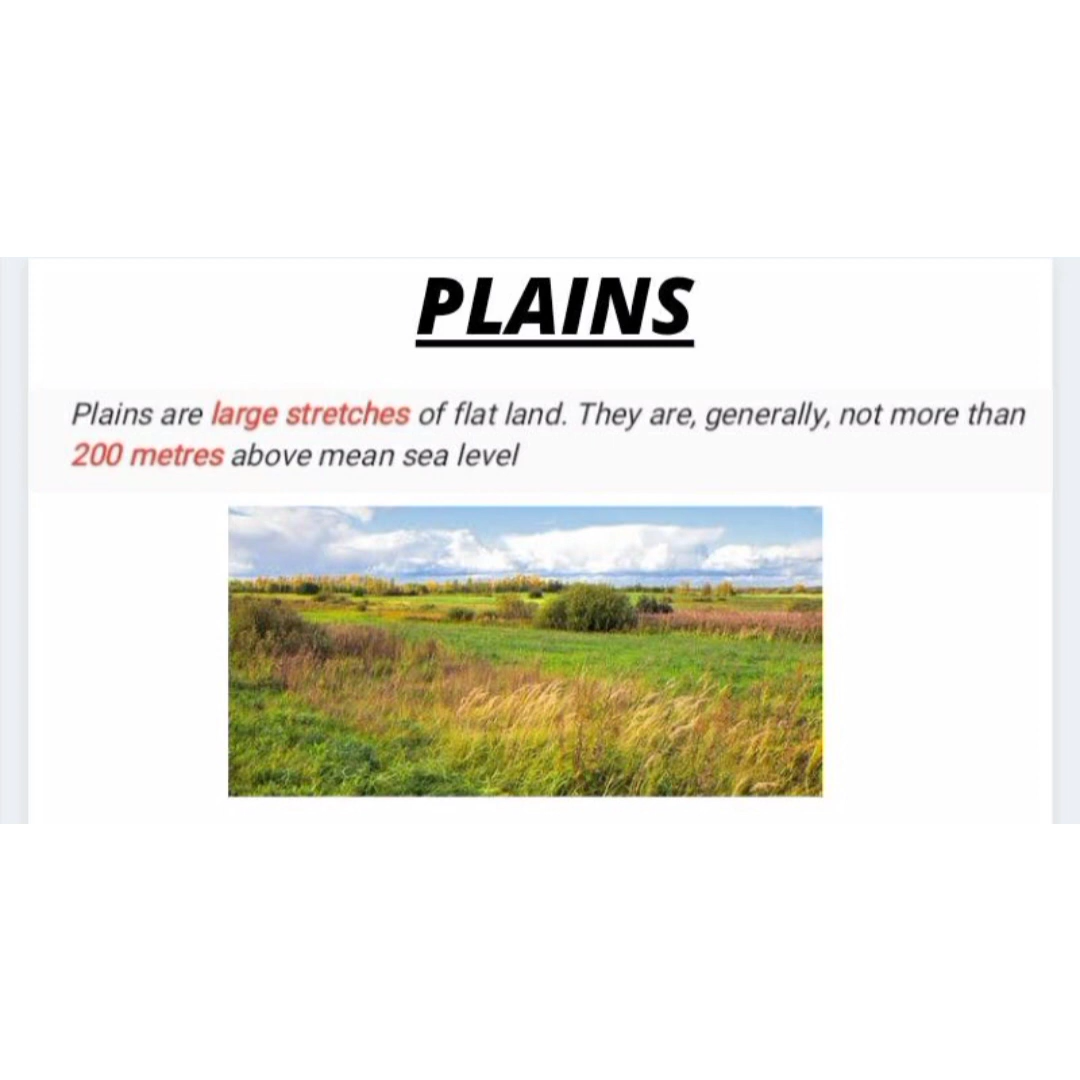 PLAINS
Plains are large stretches of flat land. They are, generally, not more than
200 metres above mean sea level